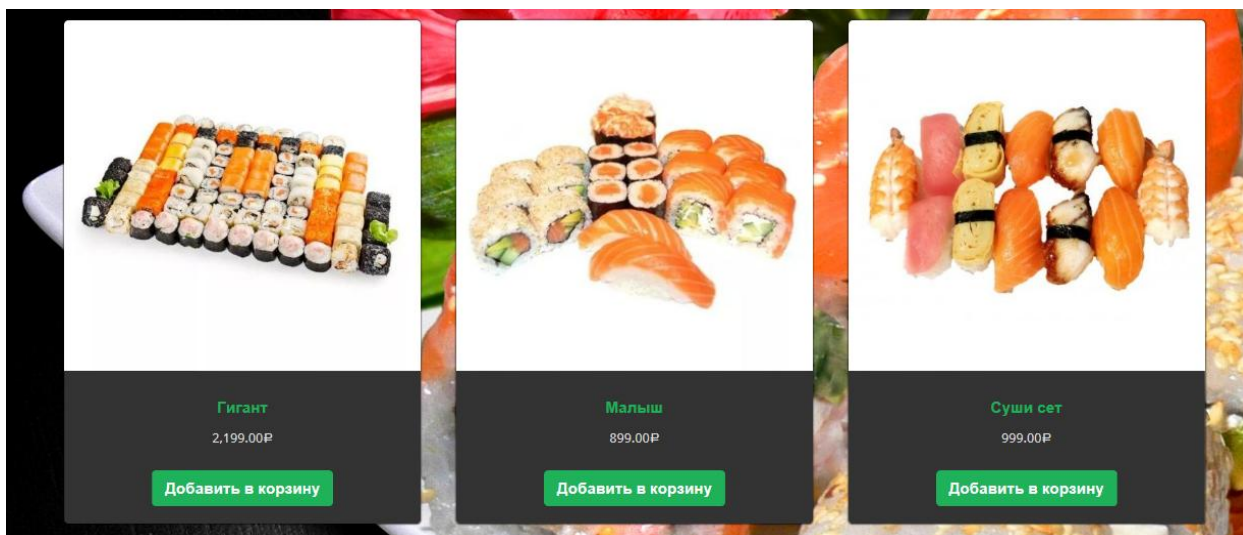 Гигант
2,199.00₽
Добавить в корзину
Малыш
899.00₽
Добавить в корзину
Суши сет
999.00₽
Добавить в корзину